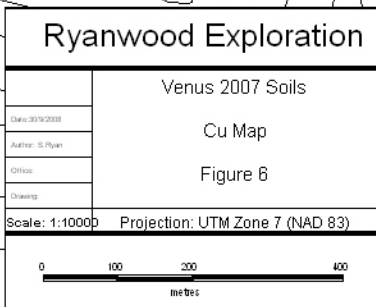 Ryanwood Exploration
Venus 2007 Soils
Date:30/9/2008
Cu Map
Author: S.Ryan
Office:
Figure 6
Drawing:
Scale: 1:10000
Projection: UTM Zone 7 (NAD 83)
0 100 200 400
metres